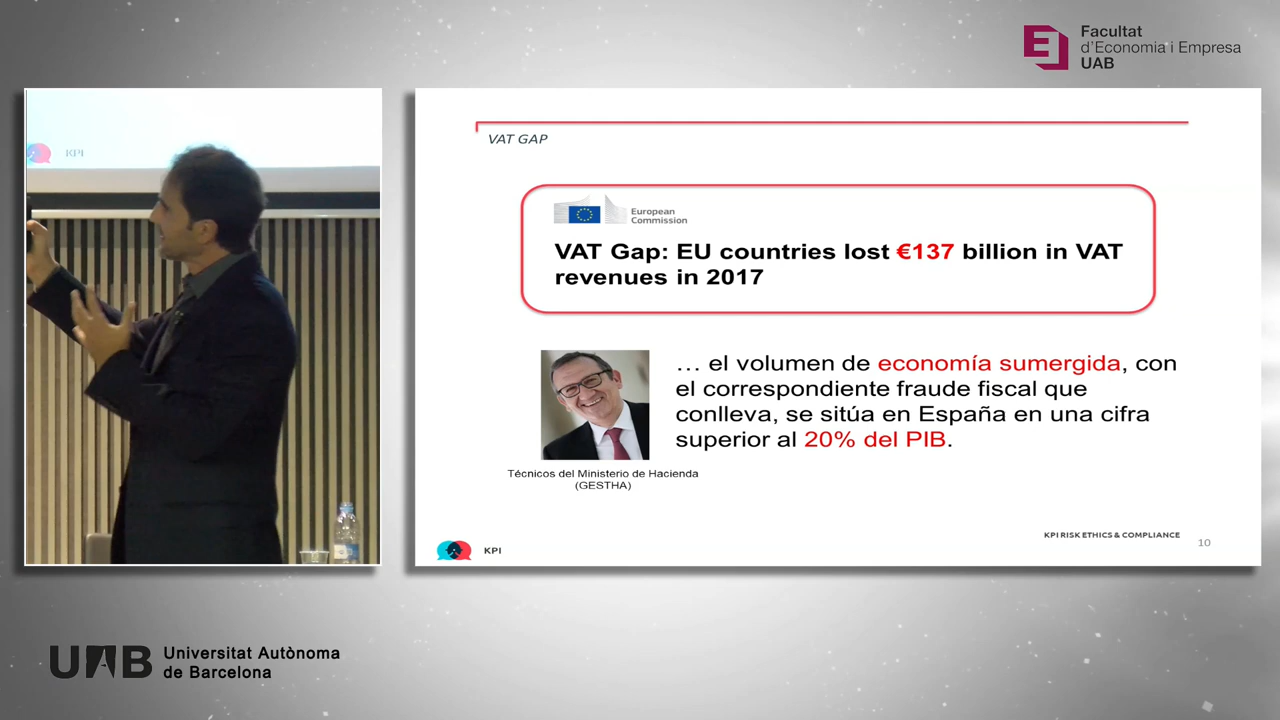 Facultat
d'Economia i Empresa
UAB
KPI
VAT GAP
European
Commission
VAT Gap: EU countries lost €137 billion in VAT
revenues in 2017
… el volumen de economía sumergida, con
el correspondiente fraude fiscal que
conlleva, se sitúa en España en una cifra
superior al 20% del PIB.
Técnicos del Ministerio de Hacienda
(GESTHA)
KPI RISK ETHICS & COMPLIANCE
10
KPI
UAB
Universitat Autònoma
de Barcelona